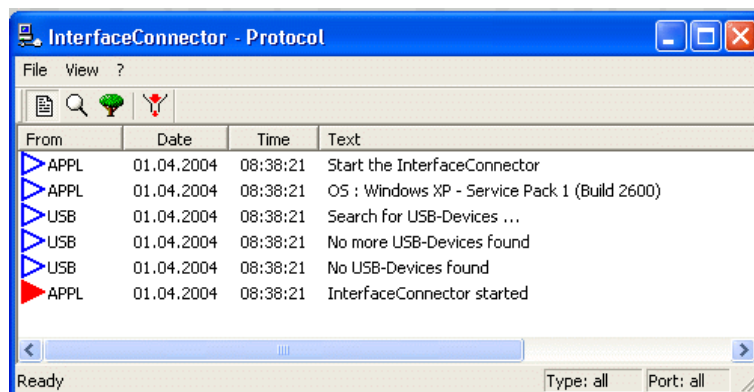 InterfaceConnector - Protocol
File View ?
From Date Time Text
APPL 01.04.2004 08:38:21 Start the InterfaceConnector
APPL 01.04.2004 08:38:21 OS : Windows XP - Service Pack 1 (Build 2600)
USB 01.04.2004 08:38:21 Search for USB-Devices ...
USB 01.04.2004 08:38:21 No more USB-Devices found
USB 01.04.2004 08:38:21 No USB-Devices found
APPL 01.04.2004 08:38:21 InterfaceConnector started
Ready Type: all Port: all